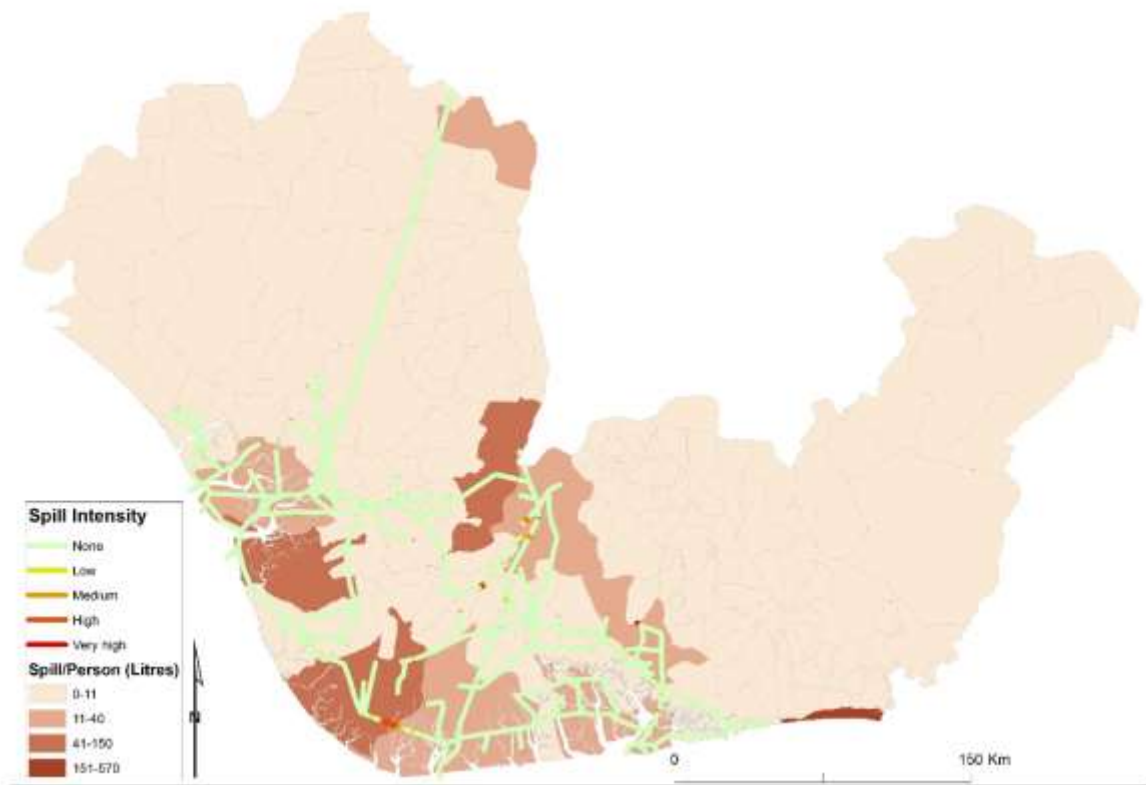 Spill Intensity
None
Low
Medium
High
Very high
Spill/Person (Litres)
0-11
11-40
41-150
151-570
N
0
150 Km